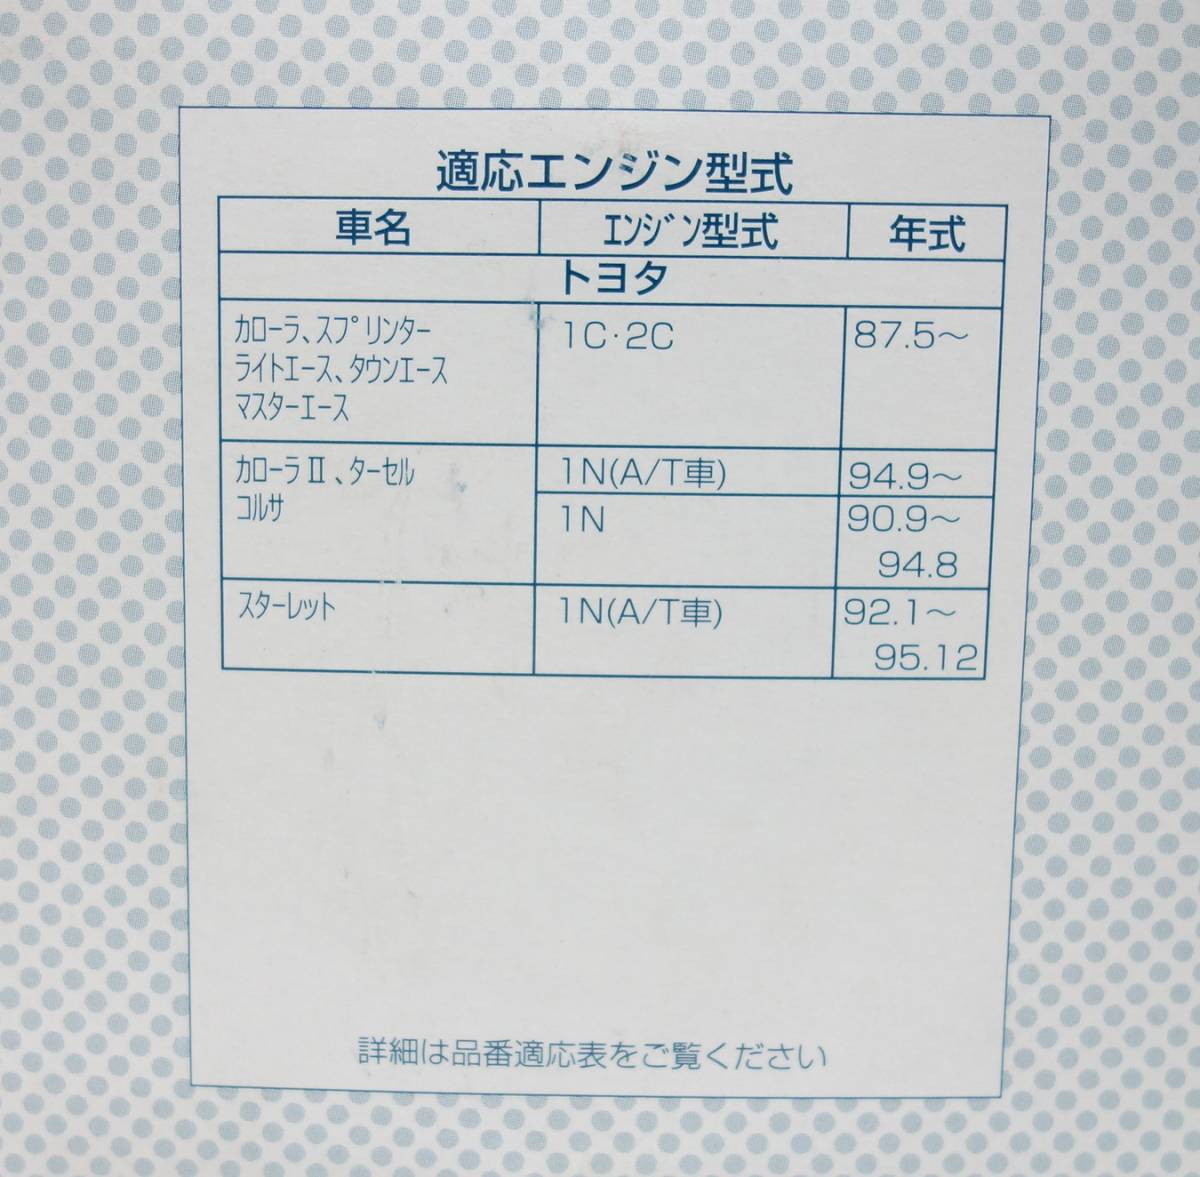 適応エンジン型式
車名 ｴﾝｼﾞﾝ型式 年式
トヨタ
ｶﾛｰﾗ､ｽﾌﾟﾘﾝﾀｰ 1C･2C 87.5～
ﾗｲﾄｴｰｽ､ﾀｳﾝｴｰｽ
ﾏｽﾀｰｴｰｽ
ｶﾛｰﾗⅡ､ﾀｰｾﾙ 1N(A/T車) 94.9～
ｺﾙｻ 1N 90.9～
94.8
ｽﾀｰﾚｯﾄ 1N(A/T車) 92.1～
95.12
詳細は品番適応表をご覧ください